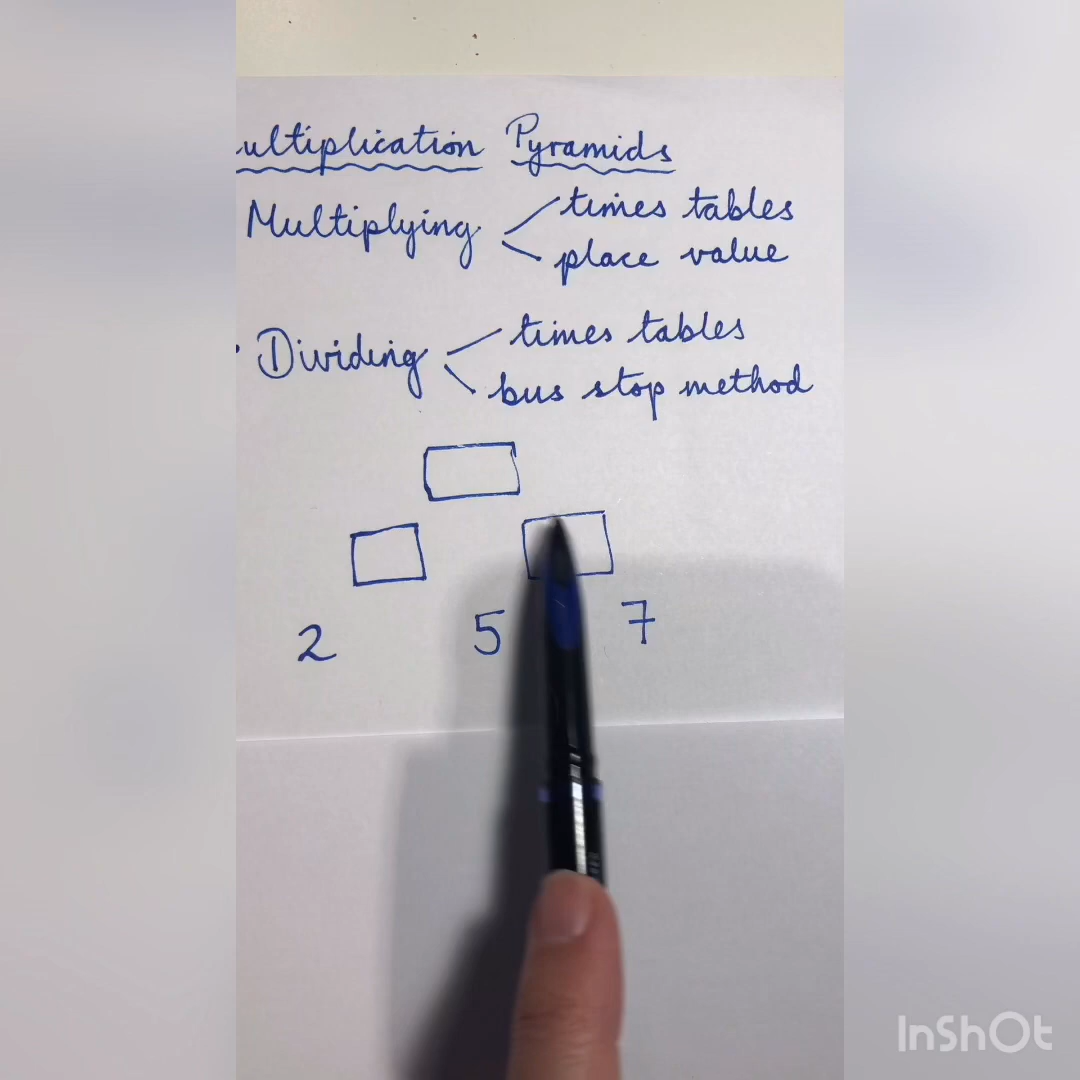 ultiplication Pyramids
Multiplying
times tables
place value
Dividing
times tables
bus stop method
2 5 7
InShOt